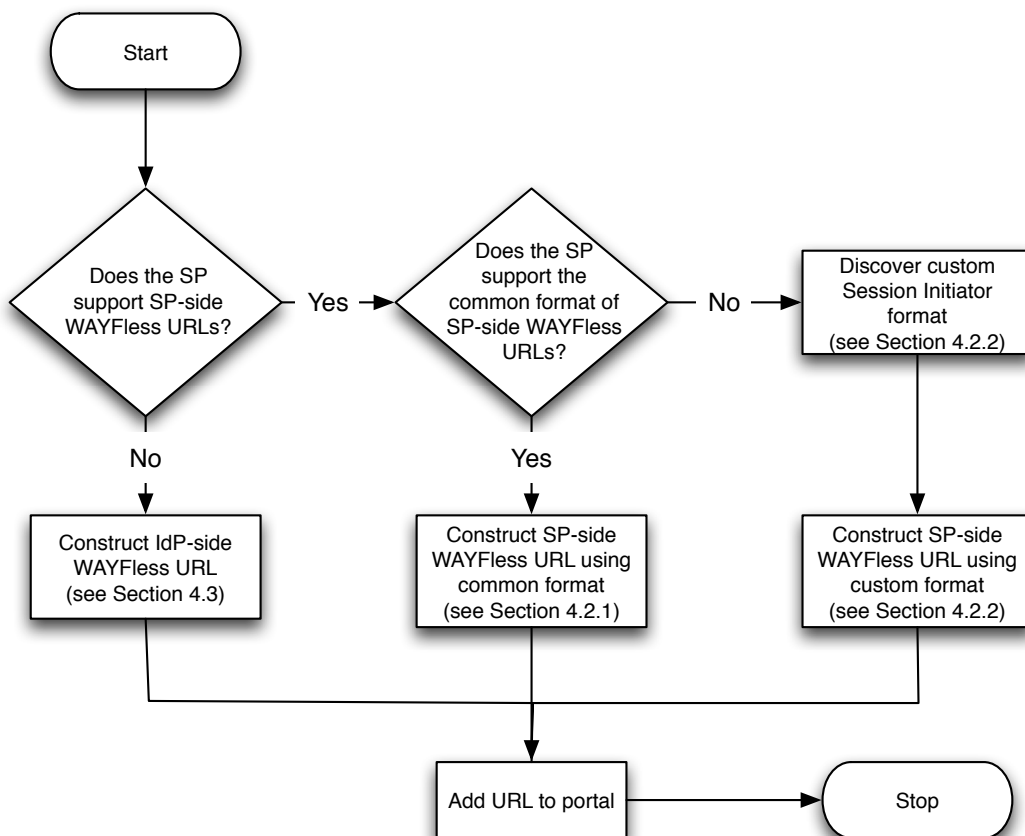 Start
Does the SP
support SP-side
WAYFless URLs?
Yes
Does the SP
support the
common format of
SP-side WAYFless
URLs?
No
Discover custom
Session Initiator
format
(see Section 4.2.2)
No
Yes
Construct IdP-side
WAYFless URL
(see Section 4.3)
Construct SP-side
WAYFless URL using
common format
(see Section 4.2.1)
Construct SP-side
WAYFless URL using
custom format
(see Section 4.2.2)
Add URL to portal
Stop